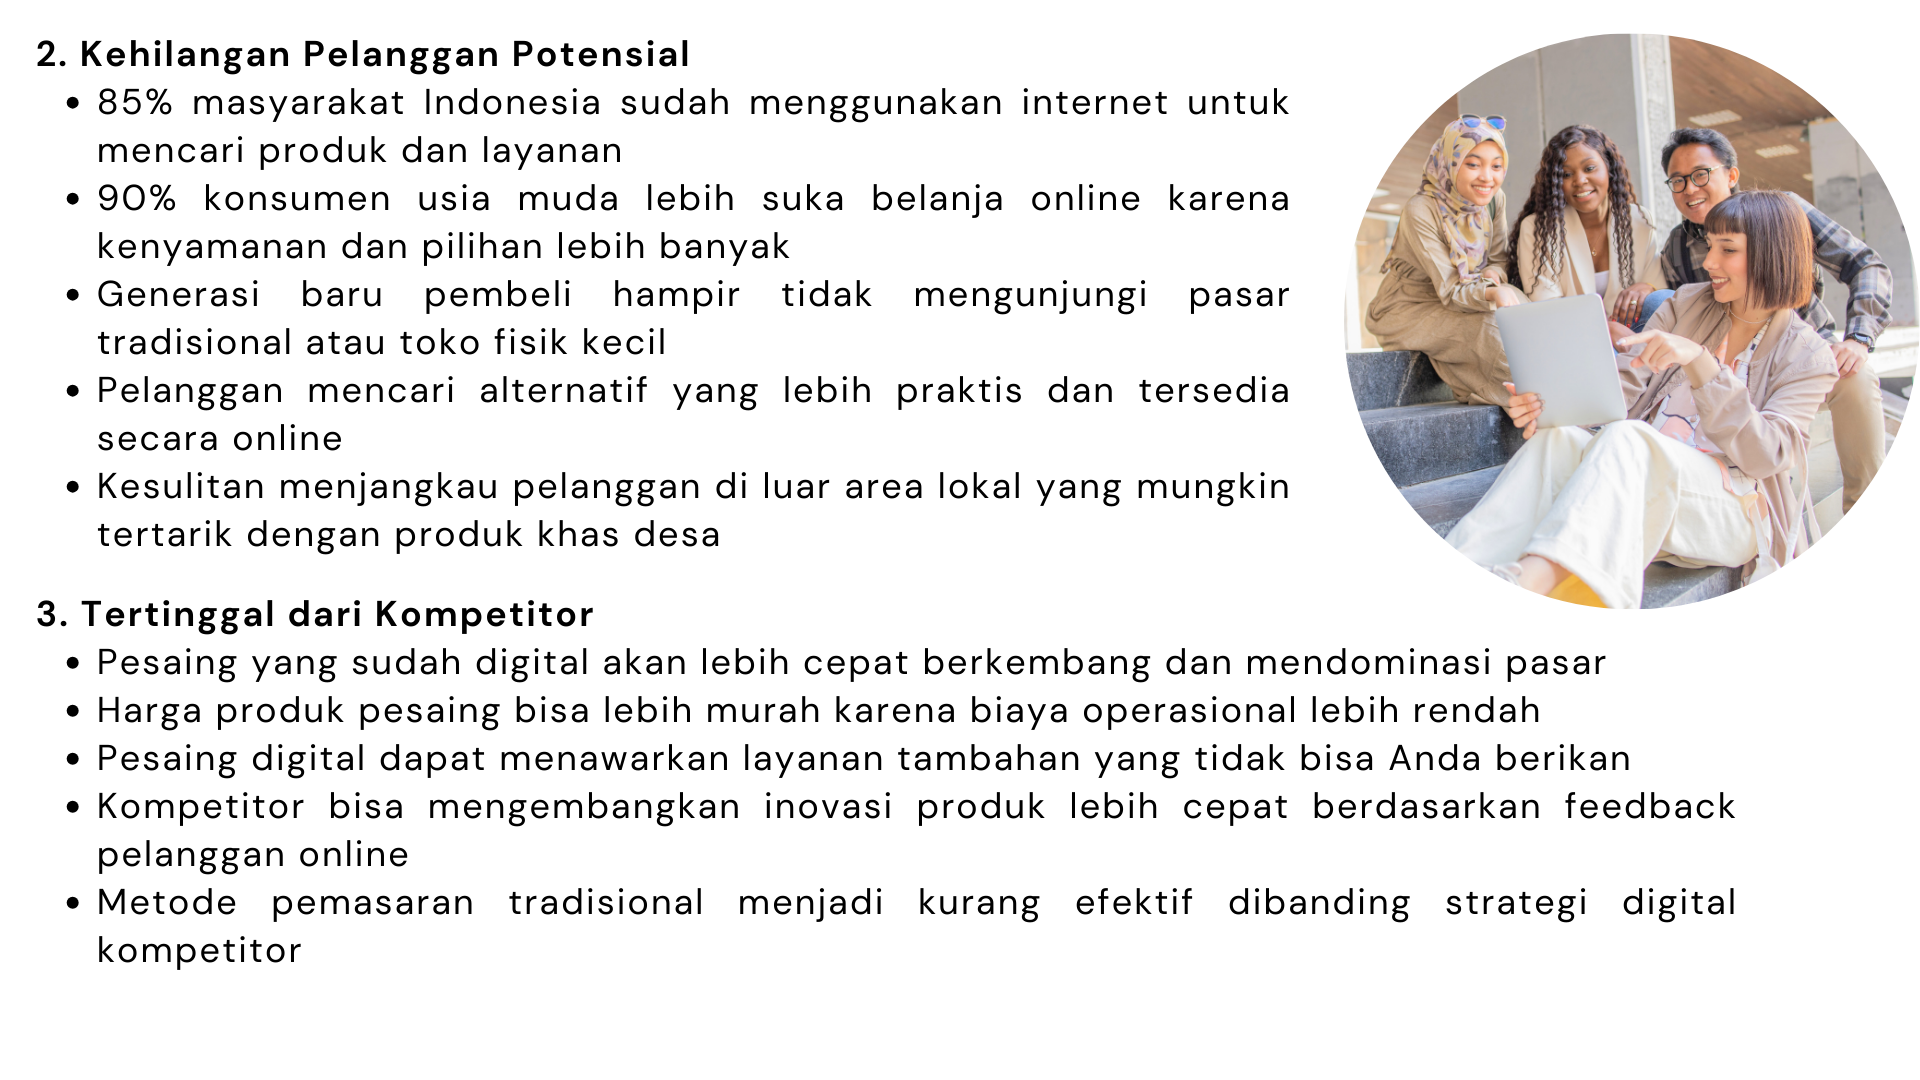 2. Kehilangan Pelanggan Potensial
• 85% masyarakat Indonesia sudah menggunakan internet untuk
mencari produk dan layanan
• 90% konsumen usia muda lebih suka belanja online karena
kenyamanan dan pilihan lebih banyak
• Generasi baru pembeli hampir tidak mengunjungi pasar
tradisional atau toko fisik kecil
• Pelanggan mencari alternatif yang lebih praktis dan tersedia
secara online
• Kesulitan menjangkau pelanggan di luar area lokal yang mungkin
tertarik dengan produk khas desa
3. Tertinggal dari Kompetitor
• Pesaing yang sudah digital akan lebih cepat berkembang dan mendominasi pasar
• Harga produk pesaing bisa lebih murah karena biaya operasional lebih rendah
• Pesaing digital dapat menawarkan layanan tambahan yang tidak bisa Anda berikan
• Kompetitor bisa mengembangkan inovasi produk lebih cepat berdasarkan feedback
pelanggan online
• Metode pemasaran tradisional menjadi kurang efektif dibanding strategi digital
kompetitor